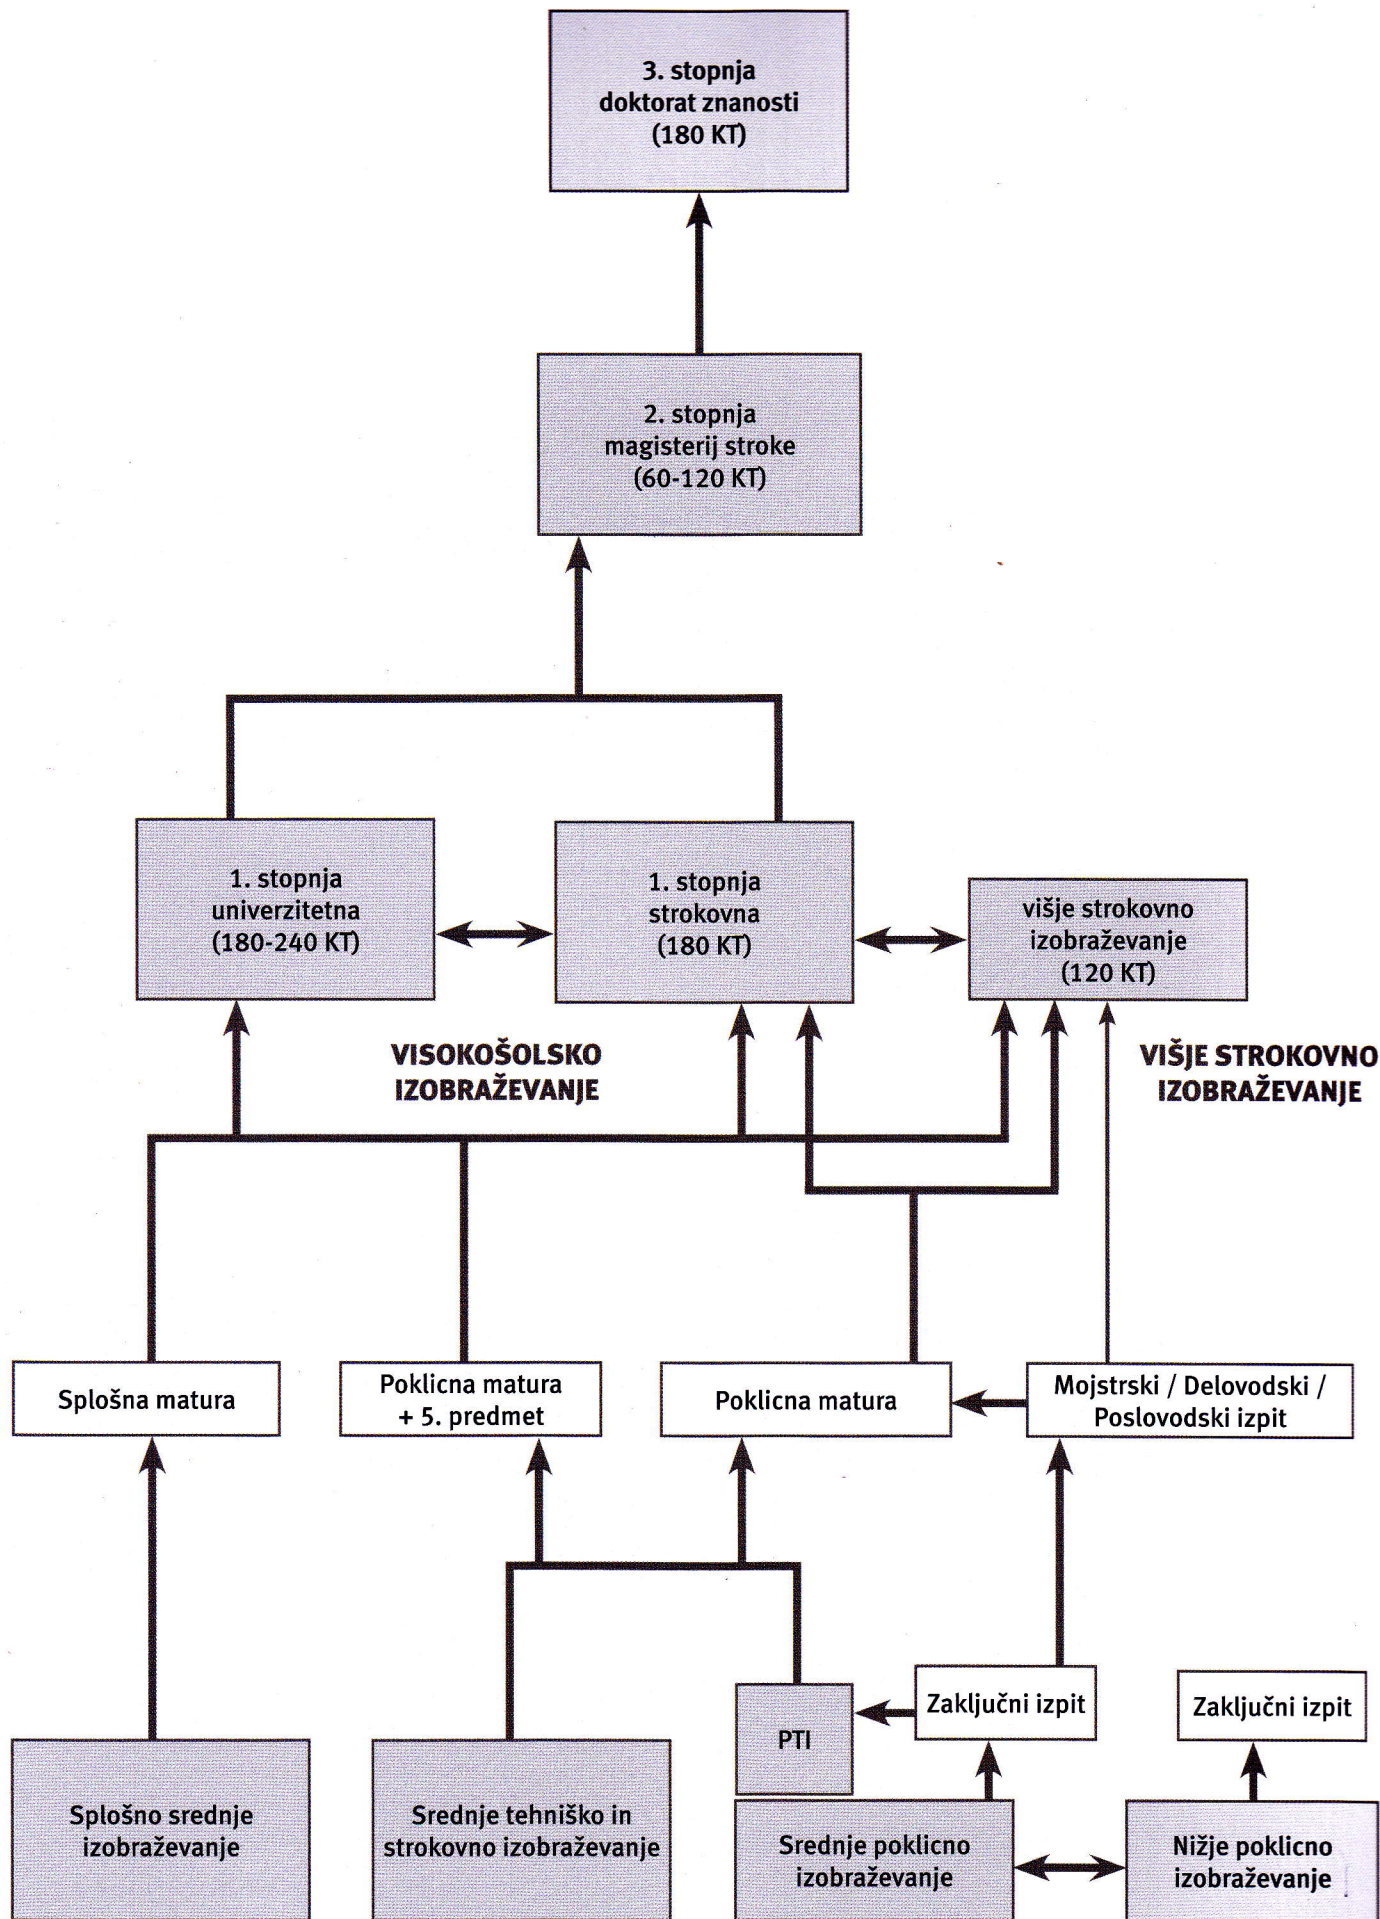 3. stopnja
doktorat znanosti
(180 KT)
2. stopnja
magisterij stroke
(60-120 KT)
1. stopnja
univerzitetna
(180-240 KT)
1. stopnja
strokovna
(180 KT)
višje strokovno
izobraževanje
(120 KT)
VISOKOŠOLSKO
IZOBRAŽEVANJE
VIŠJE STROKOVNO
IZOBRAŽEVANJE
Splošna matura
Poklicna matura
+ 5. predmet
Poklicna matura
Mojstrski / Delovodski /
Poslovodski izpit
PTI
Zaključni izpit
Zaključni izpit
Splošno srednje
izobraževanje
Srednje tehniško in
strokovno izobraževanje
Srednje poklicno
izobraževanje
Nižje poklicno
izobraževanje